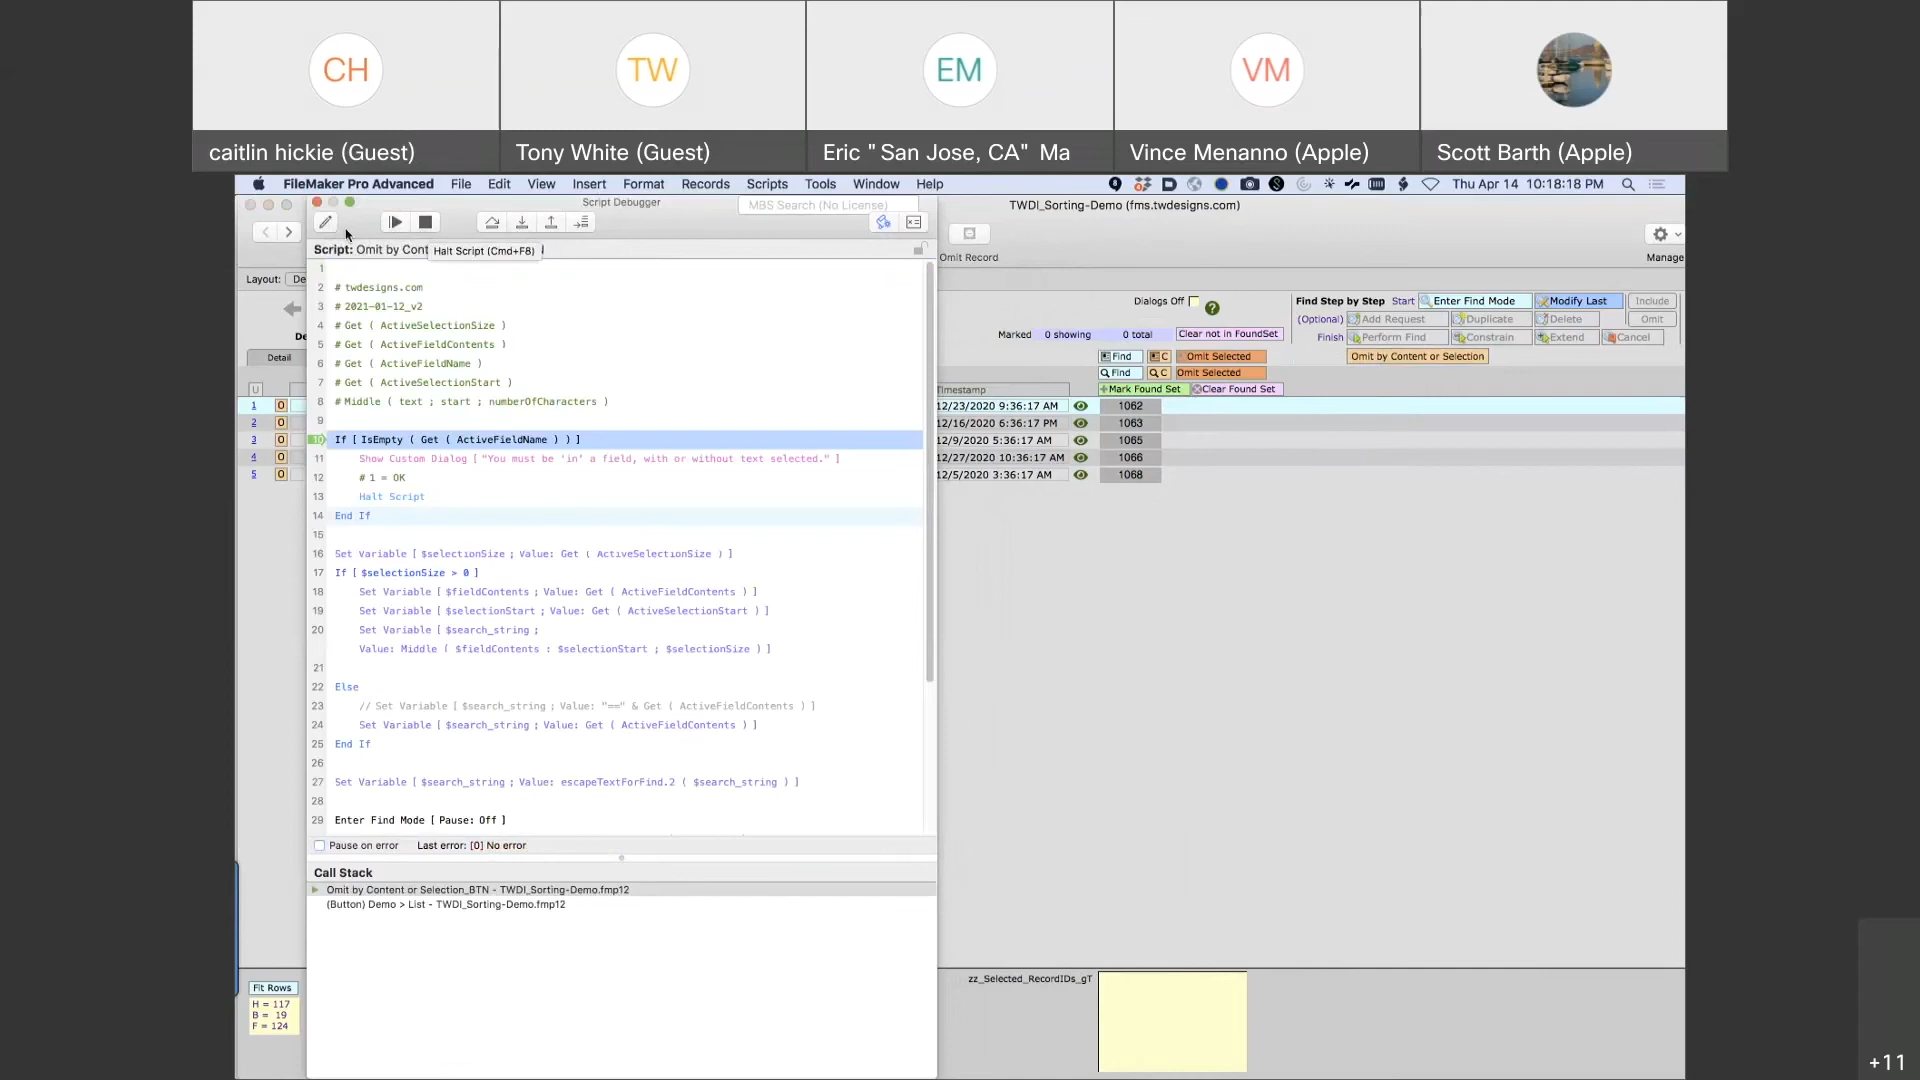 CH
TW
EM
VM
caitlin hickie (Guest)
Tony White (Guest)
Eric "San Jose, CA" Ma
Vince Menanno (Apple)
Scott Barth (Apple)
FileMaker Pro Advanced File Edit View Insert Format Records Scripts Tools Window Help
Thu Apr 14 10:18:18 PM
Script Debugger
MBS Search (No License)
TWDI_Sorting-Demo (fms.twdesigns.com)
Script: Omit by Cont
Halt Script (Cmd+F8)
Omit Record
Manage
Layout: De
De
Detail
U
1 0
2 0
3 0
4 0
5 0
1
2 # twdesigns.com
3 # 2021-01-12_v2
4 # Get ( ActiveSelectionSize )
5 # Get ( ActiveFieldContents )
6 # Get ( ActiveFieldName )
7 # Get ( ActiveSelectionStart )
8 # Middle ( text ; start ; numberOfCharacters )
9
10 If [ IsEmpty ( Get ( ActiveFieldName ) ) ]
11 Show Custom Dialog [ "You must be 'in' a field, with or without text selected." ]
12 # 1 = OK
13 Halt Script
14 End If
15
16 Set Variable [ $selectionSize ; Value: Get ( ActiveSelectionSize ) ]
17 If [ $selectionSize > 0 ]
18 Set Variable [ $fieldContents ; Value: Get ( ActiveFieldContents ) ]
19 Set Variable [ $selectionStart ; Value: Get ( ActiveSelectionStart ) ]
20 Set Variable [ $search_string ;
Value: Middle ( $fieldContents ; $selectionStart ; $selectionSize ) ]
21
22 Else
23 // Set Variable [ $search_string ; Value: "==" & Get ( ActiveFieldContents ) ]
24 Set Variable [ $search_string ; Value: Get ( ActiveFieldContents ) ]
25 End If
26
27 Set Variable [ $search_string ; Value: escapeTextForFind.2 ( $search_string ) ]
28
29 Enter Find Mode [ Pause: Off ]
Pause on error Last error: [0] No error
Call Stack
Omit by Content or Selection_BTN - TWDI_Sorting-Demo.fmp12
(Button) Demo > List - TWDI_Sorting-Demo.fmp12
Dialogs Off
Find Step by Step Start Enter Find Mode Modify Last Include
(Optional) Add Request Duplicate Delete Omit
Marked 0 showing 0 total Clear not in FoundSet
Finish Perform Find Constrain Extend Cancel
Find C Omit Selected
Omit by Content or Selection
Find C Omit Selected
Timestamp
Mark Found Set Clear Found Set
12/23/2020 9:36:17 AM 1062
12/16/2020 6:36:17 PM 1063
12/9/2020 5:36:17 AM 1065
12/27/2020 10:36:17 AM 1066
12/5/2020 3:36:17 AM 1068
zz_Selected_RecordIDs_gT
Fit Rows
H = 117
B = 19
F = 124
+11